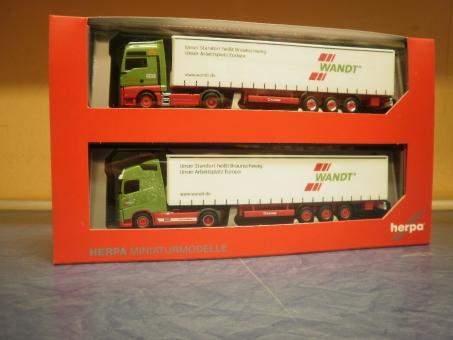 Unser Standort heißt Braunschweig
Unser Arbeitsplatz Europa
WANDT
www.wandt.de
Unser Standort heißt Braunschweig
Unser Arbeitsplatz Europa
WANDT
wandt.de
HERPA MINIATURMODELLE
herpa